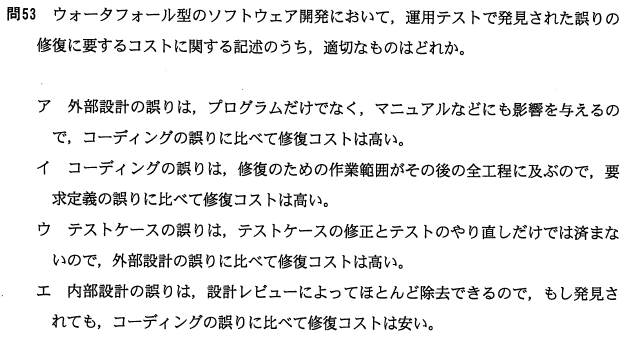 問53 ウォータフォール型のソフトウェア開発において，運用テストで発見された誤りの
修復に要するコストに関する記述のうち，適切なものはどれか。
ア 外部設計の誤りは，プログラムだけでなく，マニュアルなどにも影響を与えるの
で，コーディングの誤りに比べて修復コストは高い。
イ コーディングの誤りは，修復のための作業範囲がその後の全工程に及ぶので，要
求定義の誤りに比べて修復コストは高い。
ウ テストケースの誤りは，テストケースの修正とテストのやり直しだけでは済まな
いので，外部設計の誤りに比べて修復コストは高い。
エ 内部設計の誤りは，設計レビューによってほとんど除去できるので，もし発見さ
れても，コーディングの誤りに比べて修復コストは安い。